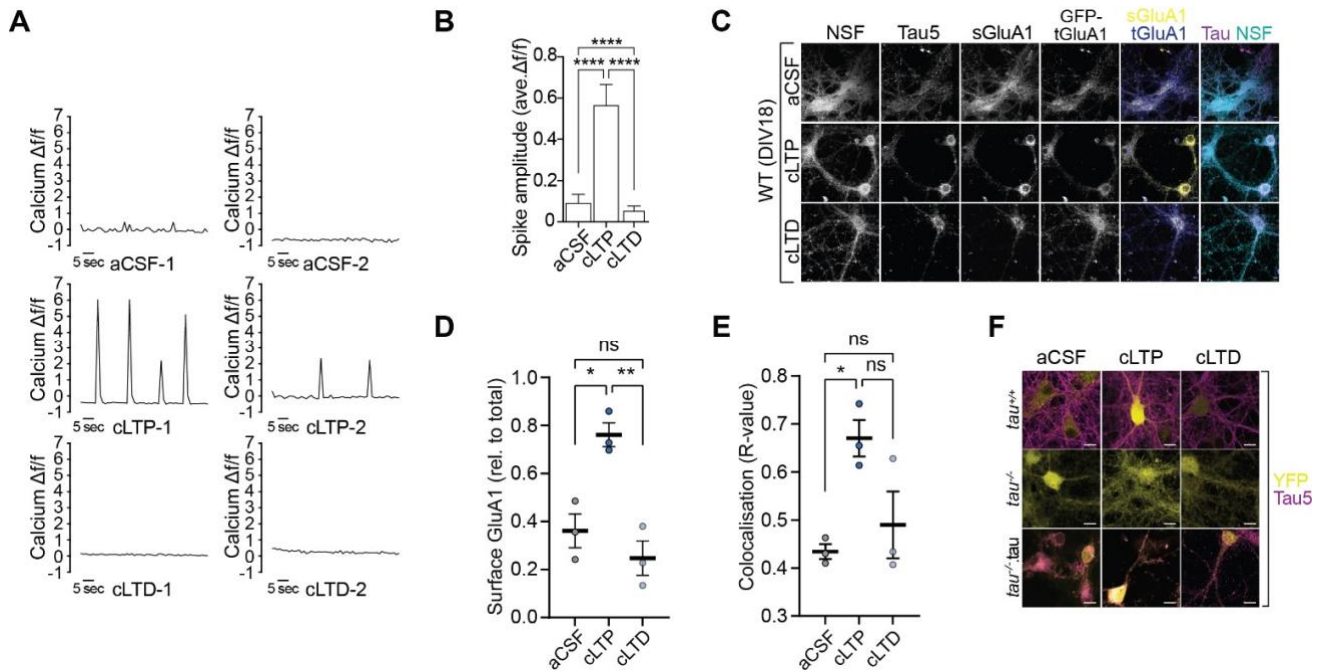 A
Calcium Δf/f
7
6
5
4
3
2
1
0
-1
5 sec aCSF-1
Calcium Δf/f
7
6
5
4
3
2
1
0
-1
5 sec aCSF-2
Calcium Δf/f
7
6
5
4
3
2
1
0
-1
5 sec cLTP-1
Calcium Δf/f
7
6
5
4
3
2
1
0
-1
5 sec cLTP-2
Calcium Δf/f
7
6
5
4
3
2
1
0
-1
5 sec cLTD-1
Calcium Δf/f
7
6
5
4
3
2
1
0
-1
5 sec cLTD-2
B
Spike amplitude (ave.Δf/f)
****
**** ****
0.8
0.6
0.4
0.2
0
aCSF
cLTP
cLTD
C
NSF Tau5 sGluA1 GFP-tGluA1 sGluA1 tGluA1 Tau NSF
WT (DIV18)
aCSF
cLTP
cLTD
D
Surface GluA1 (rel. to total)
ns
* **
1.0
0.8
0.6
0.4
0.2
0.0
aCSF
cLTP
cLTD
E
Colocalisation (R-value)
ns
* ns
0.8
0.7
0.6
0.5
0.4
0.3
aCSF
cLTP
cLTD
F
aCSF cLTP cLTD
tau+/+
tau-/-
tau-/-.tau
YFP
Tau5